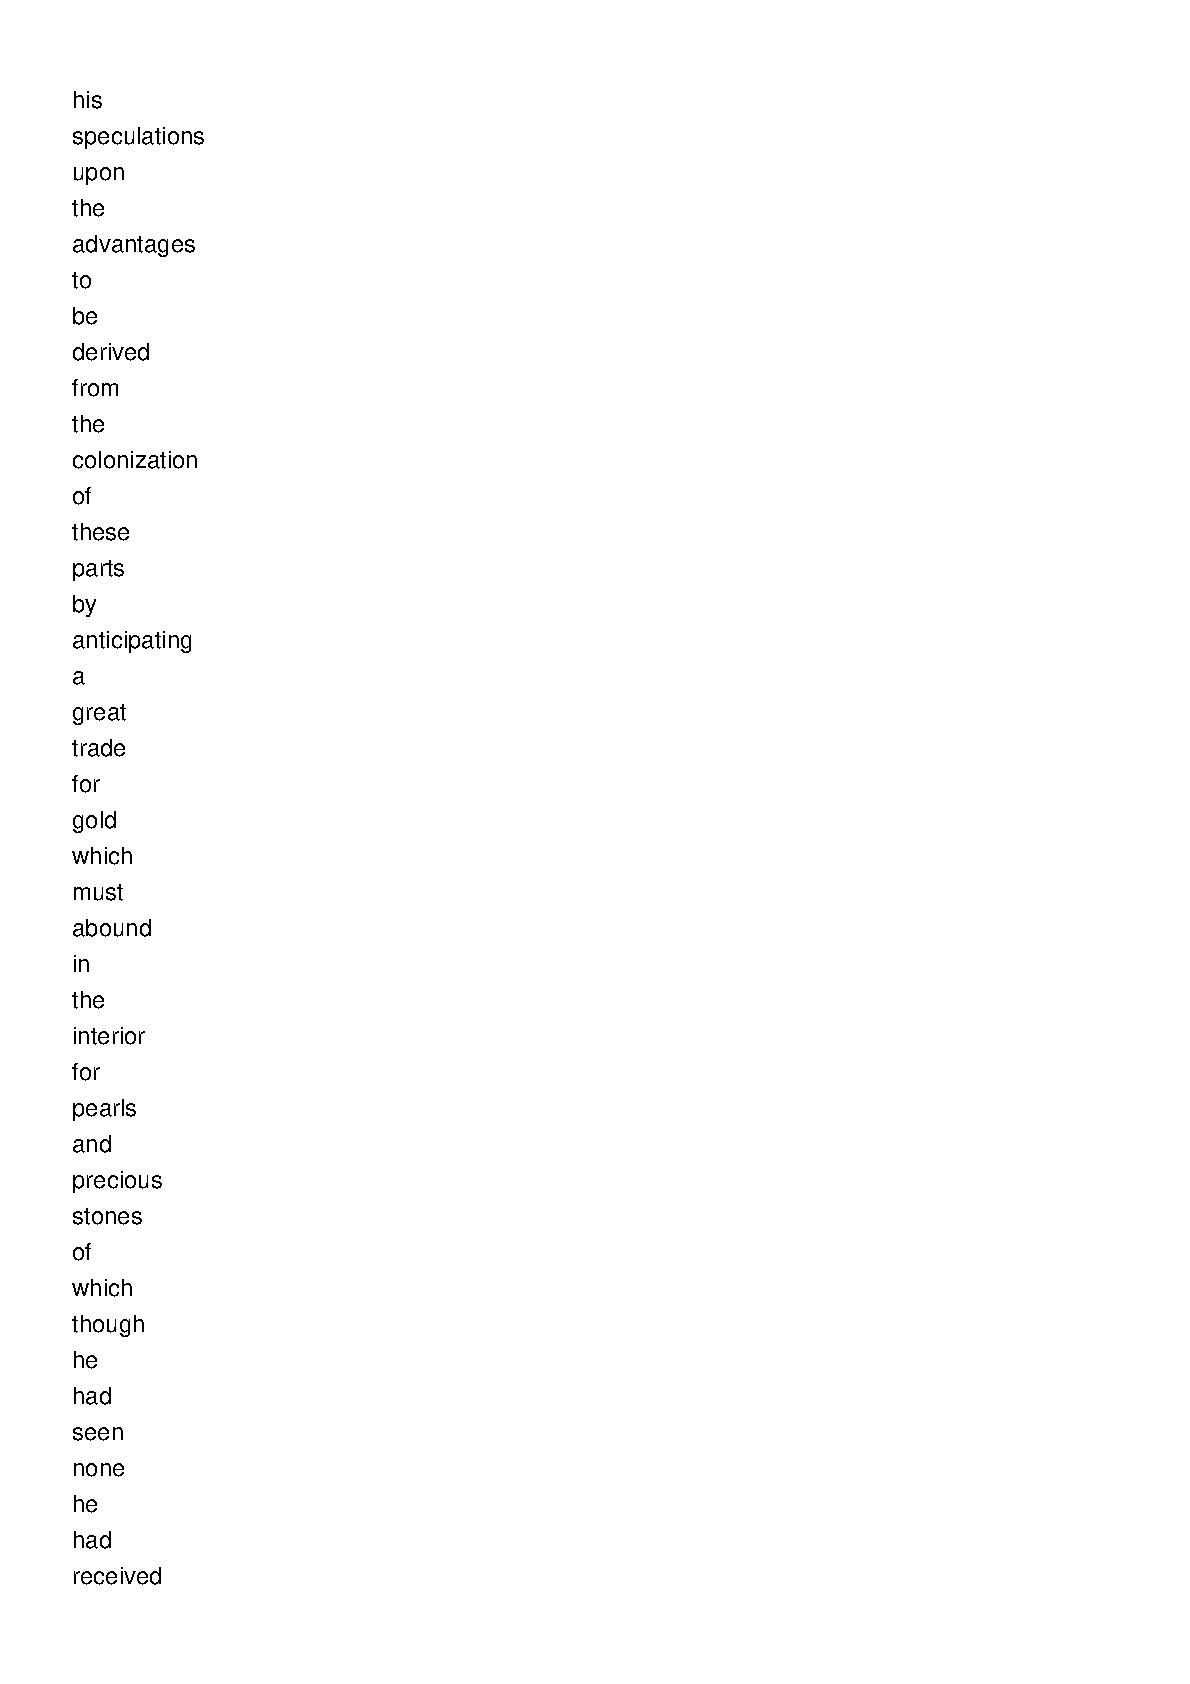 his
speculations
upon
the
advantages
to
be
derived
from
the
colonization
of
these
parts
by
anticipating
a
great
trade
for
gold
which
must
abound
in
the
interior
for
pearls
and
precious
stones
of
which
though
he
had
seen
none
he
had
received